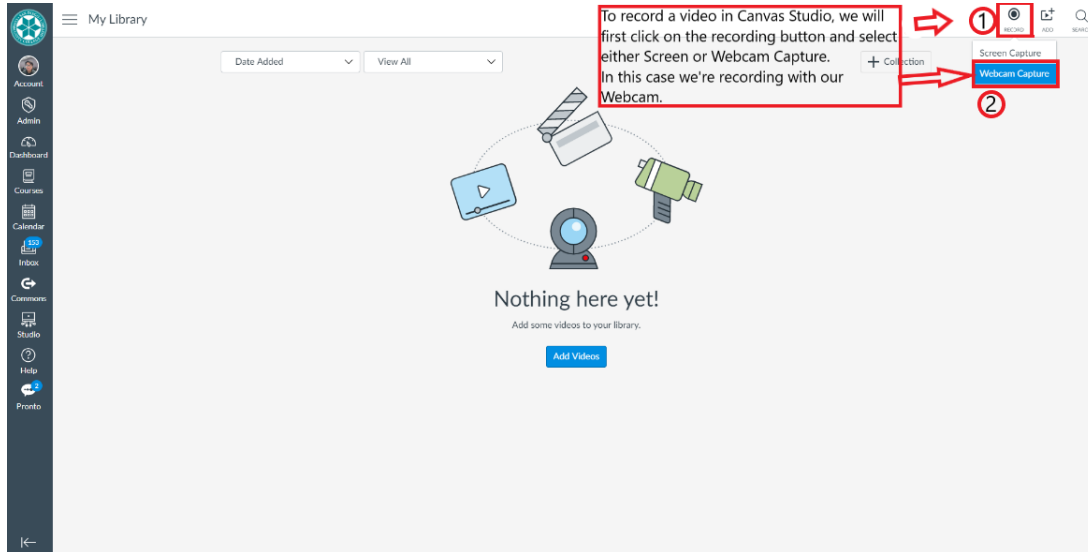 My Library
To record a video in Canvas Studio, we will
first click on the recording button and select
either Screen or Webcam Capture.
In this case we're recording with our
Webcam.
1
RECORD
ADD
SEARC
Screen Capture
Webcam Capture
2
Date Added
View All
+ Collection
Account
Admin
Dashboard
Courses
Calendar
153
Inbox
Commons
Studio
Help
2
Pronto
Nothing here yet!
Add some videos to your library.
Add Videos